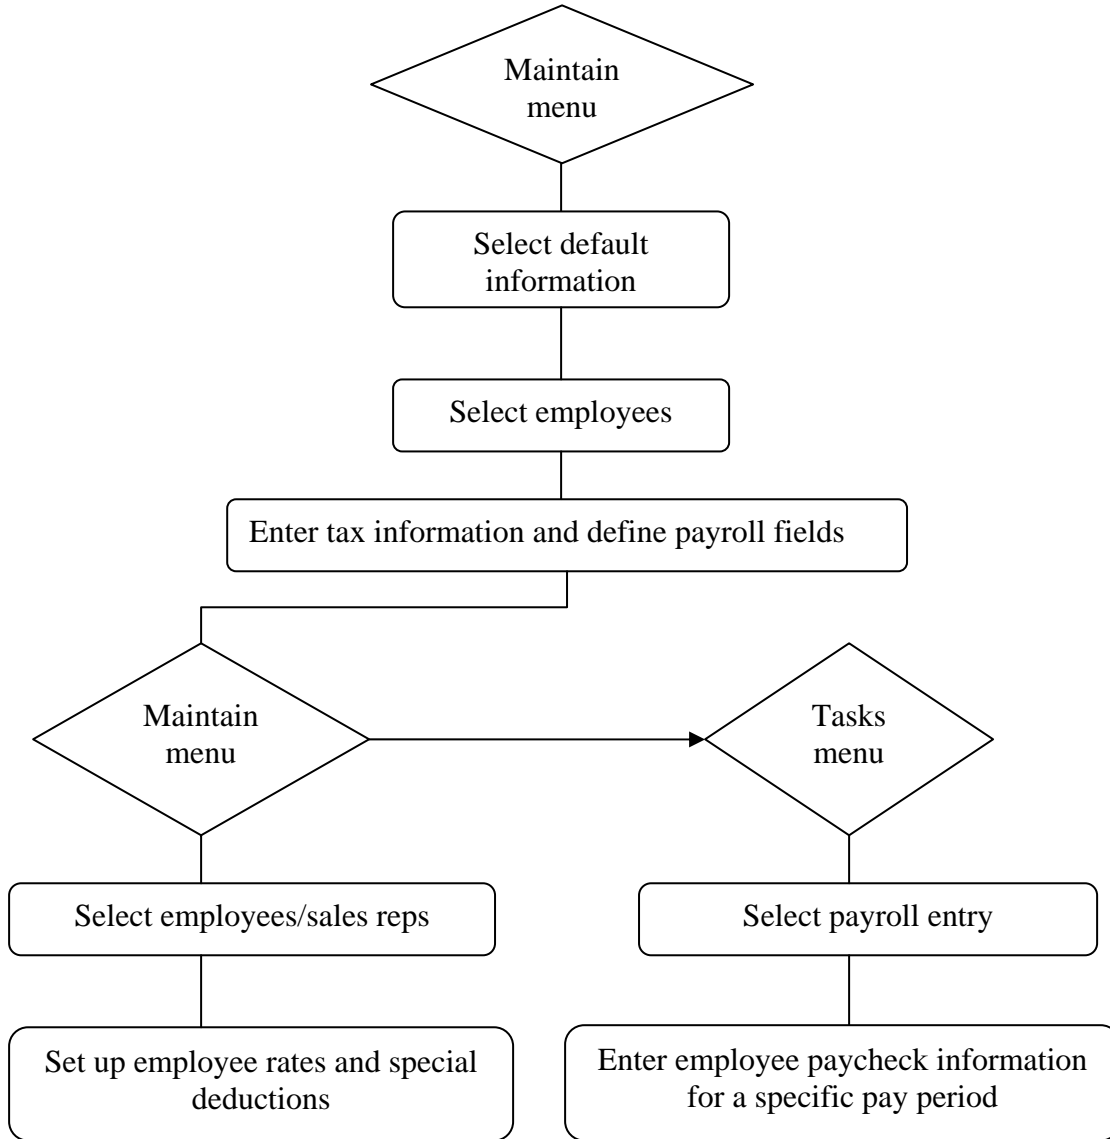 Maintain
menu
Select default
information
Select employees
Enter tax information and define payroll fields
Maintain
menu
Tasks
menu
Select employees/sales reps
Select payroll entry
Set up employee rates and special
deductions
Enter employee paycheck information
for a specific pay period